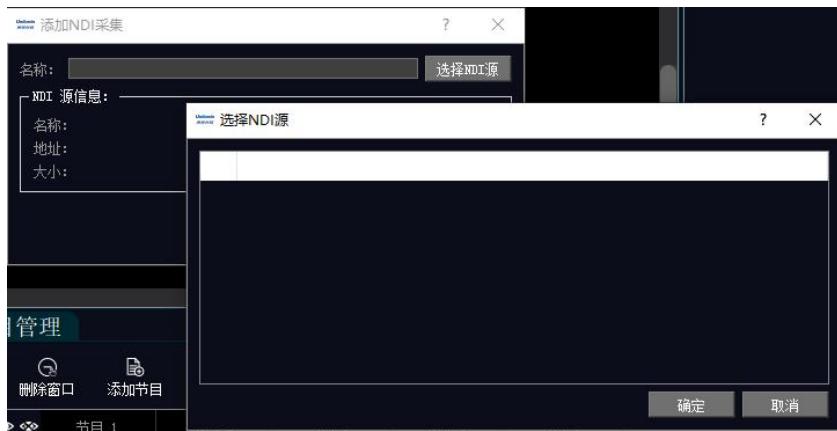 添加NDI采集
名称:
选择NDI源
NDI 源信息:
名称:
地址:
大小:
选择NDI源
确定
取消
管理
删除窗口
添加节目
节目 1